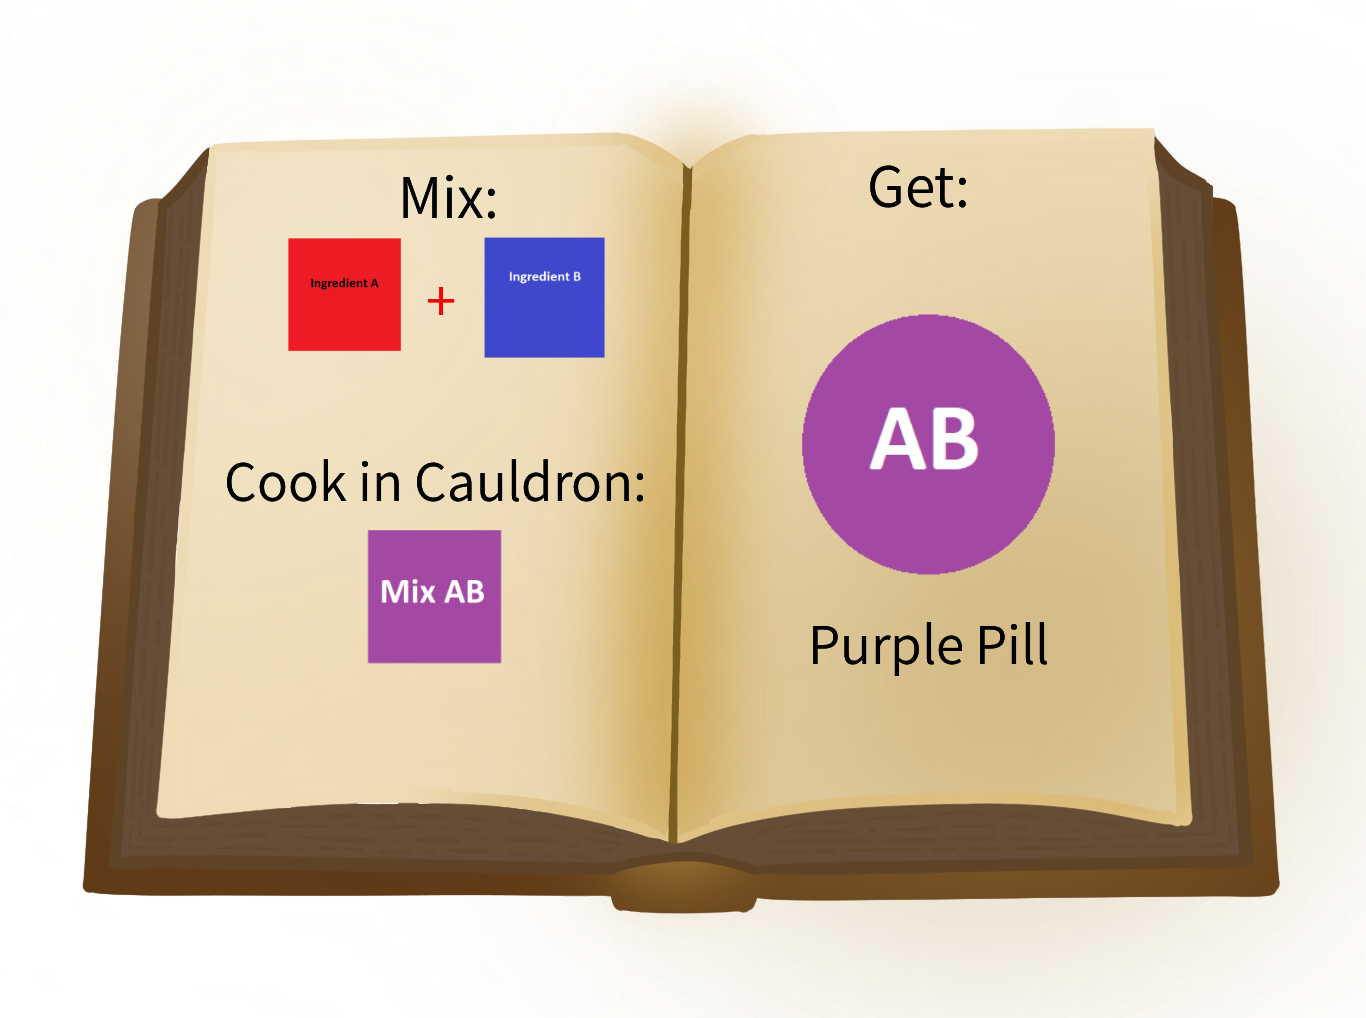 Mix:
Ingredient A
+
Ingredient B
Cook in Cauldron:
Mix AB
Get:
AB
Purple Pill